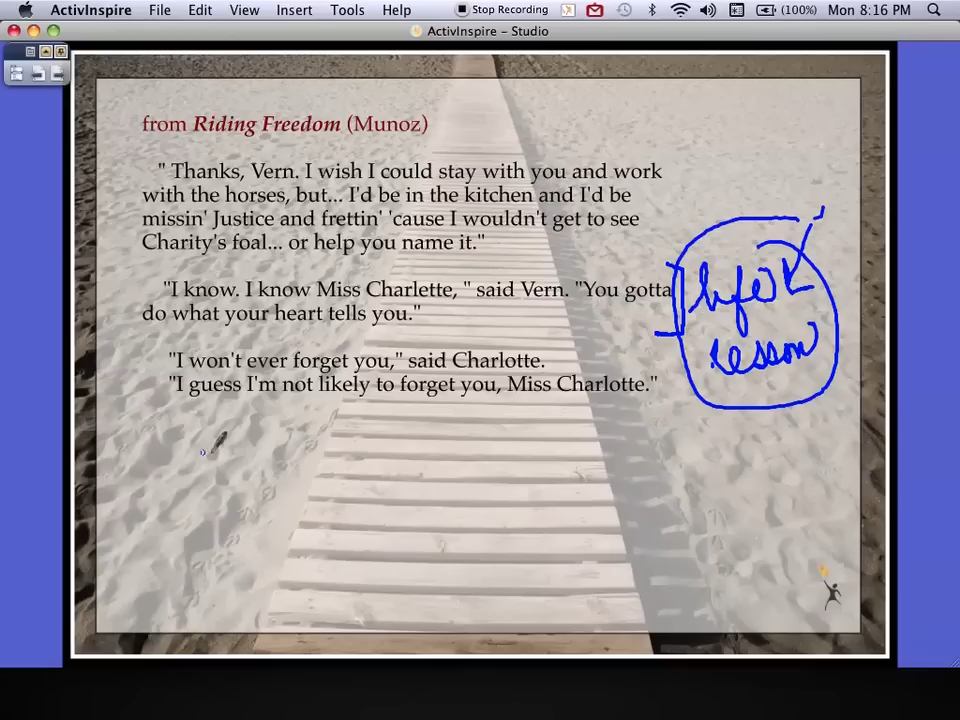 ActivInspire File Edit View Insert Tools Help Stop Recording (100%) Mon 8:16 PM
ActivInspire – Studio
from Riding Freedom (Munoz)
" Thanks, Vern. I wish I could stay with you and work
with the horses, but... I'd be in the kitchen and I'd be
missin' Justice and frettin' 'cause I wouldn't get to see
Charity's foal... or help you name it."
"I know. I know Miss Charlette, " said Vern. "You gotta
do what your heart tells you."
life
lesson
"I won't ever forget you," said Charlotte.
"I guess I'm not likely to forget you, Miss Charlotte."